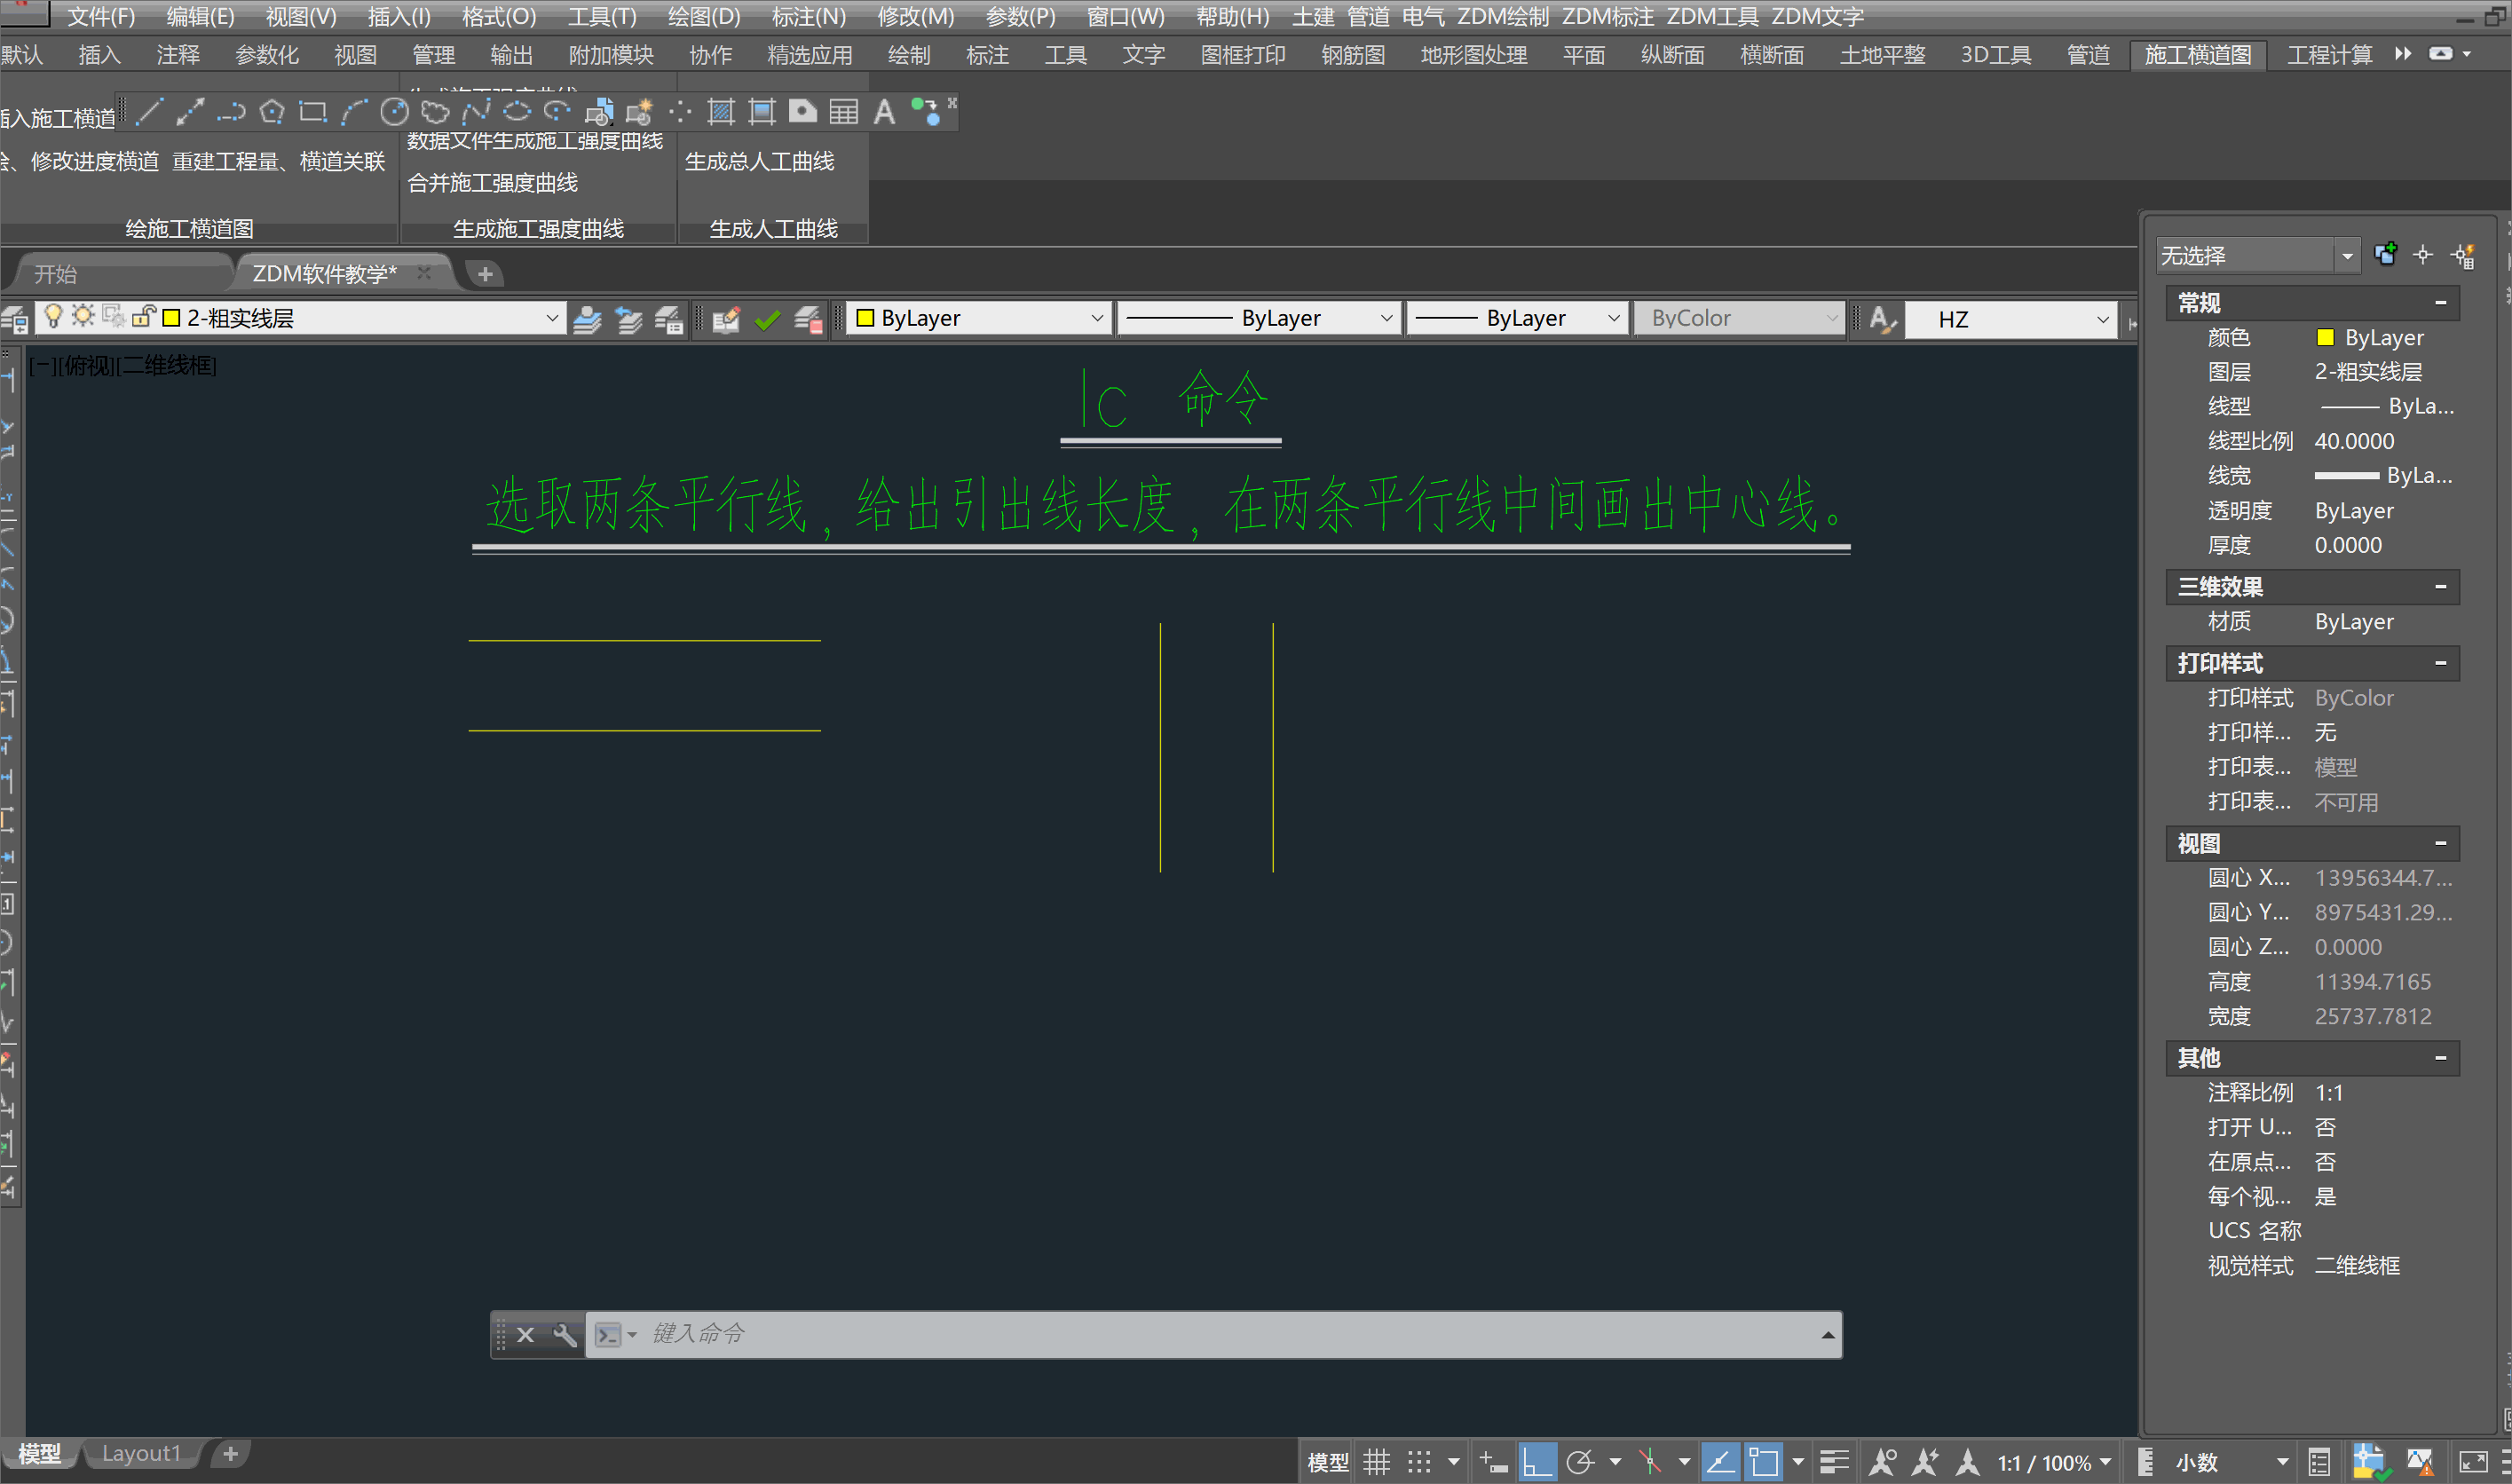 文件(F) 编辑(E) 视图(V) 插入(I) 格式(O) 工具(T) 绘图(D) 标注(N) 修改(M) 参数(P) 窗口(W) 帮助(H) 土建 管道 电气 ZDM绘制 ZDM标注 ZDM工具 ZDM文字
默认 插入 注释 参数化 视图 管理 输出 附加模块 协作 精选应用 绘制 标注 工具 文字 图框打印 钢筋图 地形图处理 平面 纵断面 横断面 土地平整 3D工具 管道 施工横道图 工程计算
插入施工横道
数据文件生成施工强度曲线
、修改进度横道 重建工程量、横道关联
生成总人工曲线
合并施工强度曲线
绘施工横道图 生成施工强度曲线 生成人工曲线
开始 ZDM软件教学*
2-粗实线层 ByLayer ByLayer ByLayer ByColor HZ
[-][俯视][二维线框]
lc 命令
选取两条平行线，给出引出线长度，在两条平行线中间画出中心线。
键入命令
无选择
常规
颜色 ByLayer
图层 2-粗实线层
线型 ByLa...
线型比例 40.0000
线宽 ByLa...
透明度 ByLayer
厚度 0.0000
三维效果
材质 ByLayer
打印样式
打印样式 ByColor
打印样... 无
打印表... 模型
打印表... 不可用
视图
圆心 X... 13956344.7...
圆心 Y... 8975431.29...
圆心 Z... 0.0000
高度 11394.7165
宽度 25737.7812
其他
注释比例 1:1
打开 U... 否
在原点... 否
每个视... 是
UCS 名称
视觉样式 二维线框
模型 Layout1
模型 1:1 / 100% 小数